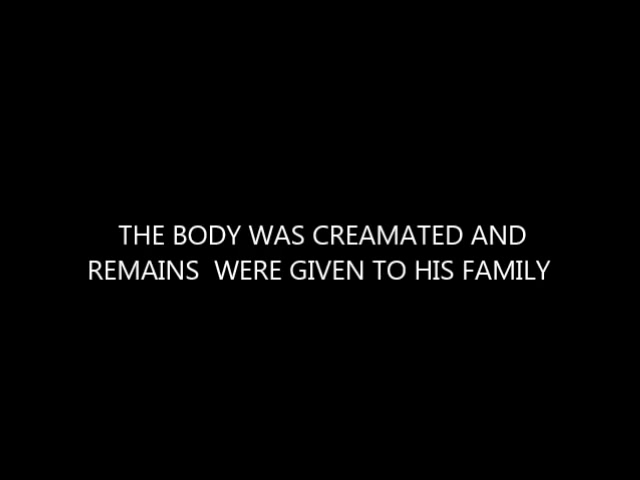 THE BODY WAS CREAMATED AND
REMAINS  WERE GIVEN TO HIS FAMILY